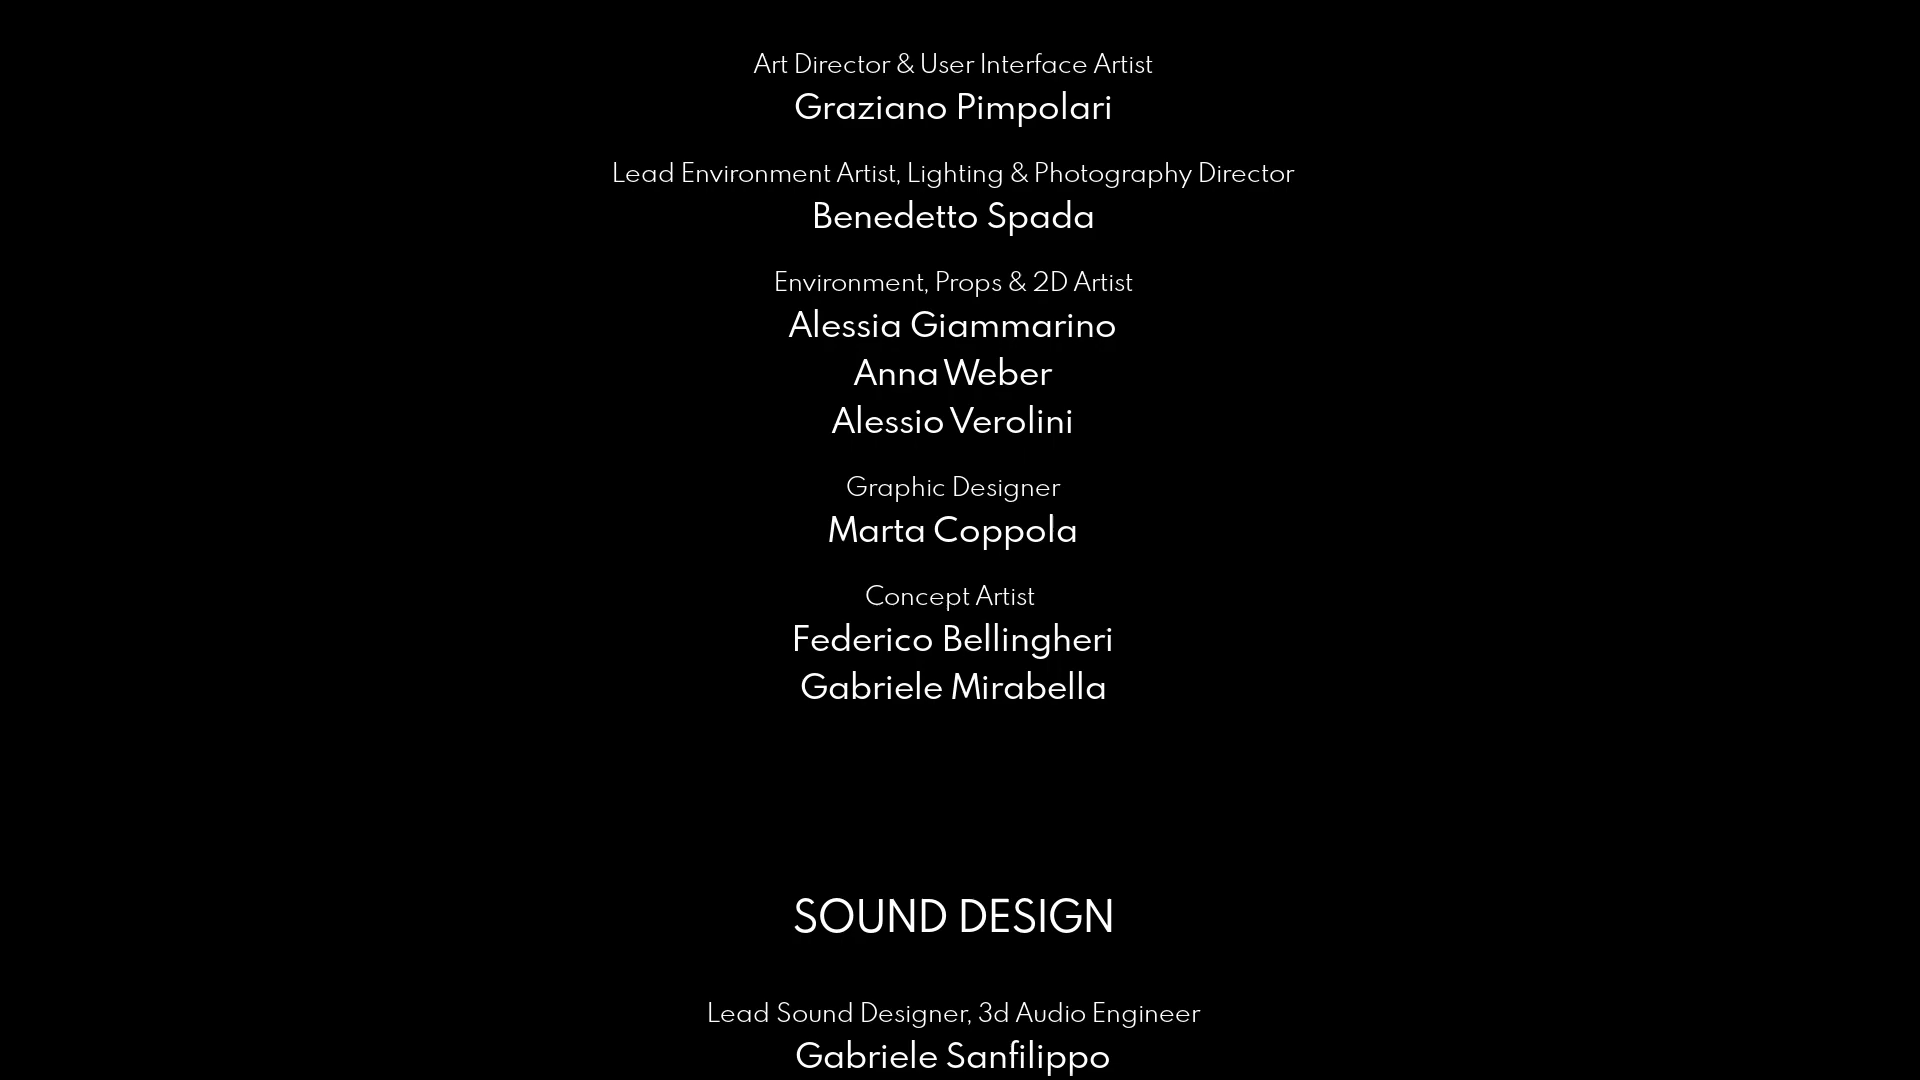 Art Director & User Interface Artist
Graziano Pimpolari
Lead Environment Artist, Lighting & Photography Director
Benedetto Spada
Environment, Props & 2D Artist
Alessia Giammarino
Anna Weber
Alessio Verolini
Graphic Designer
Marta Coppola
Concept Artist
Federico Bellingheri
Gabriele Mirabella
SOUND DESIGN
Lead Sound Designer, 3d Audio Engineer
Gabriele Sanfilippo